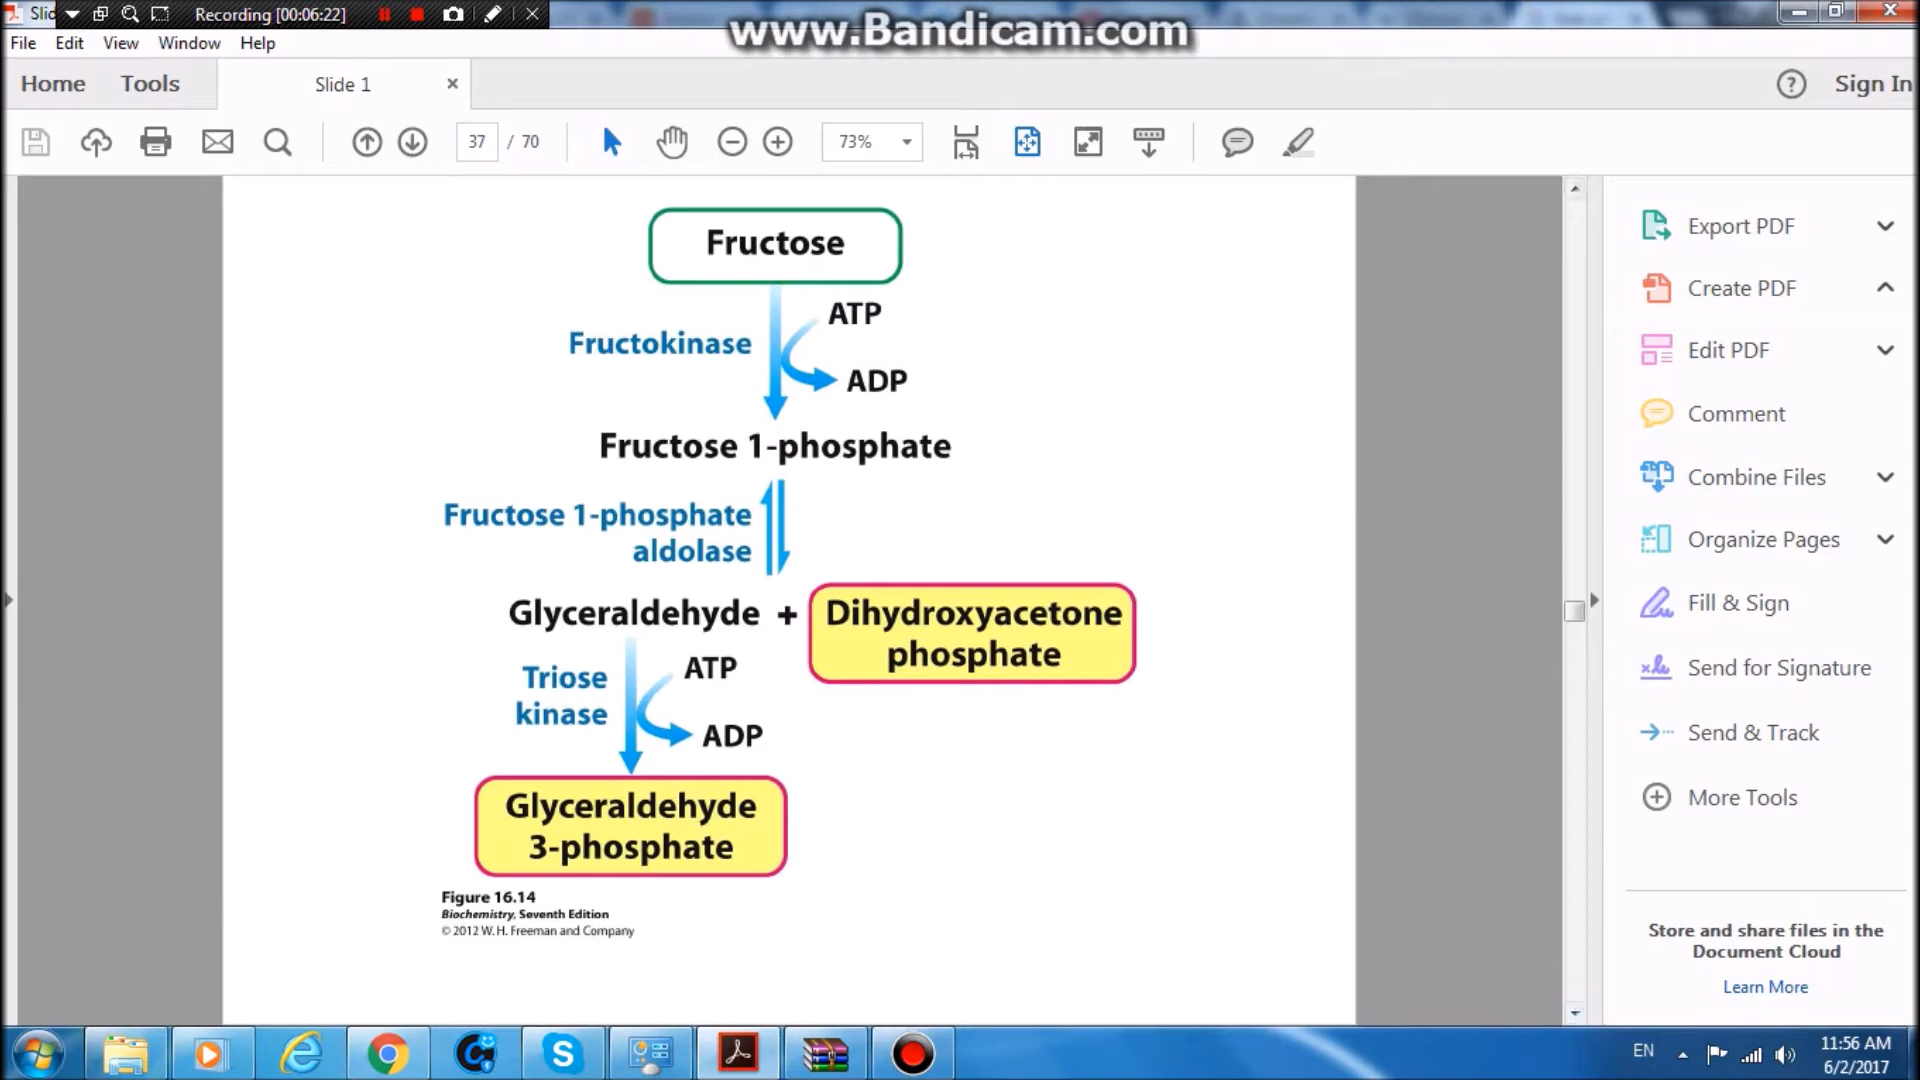 Slid
Recording [00:06:22]
www.Bandicam.com
File Edit View Window Help
Home Tools Slide 1 Sign In
37 / 70 73%
Fructose
ATP
Fructokinase
ADP
Fructose 1-phosphate
Fructose 1-phosphate
aldolase
Glyceraldehyde + Dihydroxyacetone
phosphate
ATP
Triose
kinase
ADP
Glyceraldehyde
3-phosphate
Figure 16.14
Biochemistry, Seventh Edition
© 2012 W. H. Freeman and Company
Export PDF
Create PDF
Edit PDF
Comment
Combine Files
Organize Pages
Fill & Sign
Send for Signature
Send & Track
More Tools
Store and share files in the
Document Cloud
Learn More
EN
11:56 AM
6/2/2017